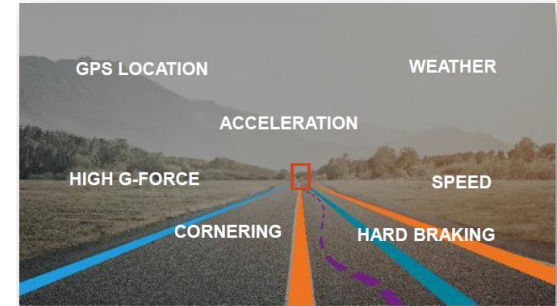 GPS LOCATION
WEATHER
ACCELERATION
HIGH G-FORCE
SPEED
CORNERING
HARD BRAKING